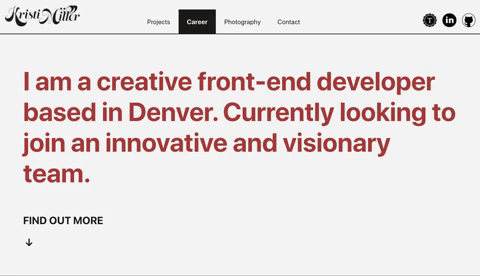 Kristi Miller
Projects
Career
Photography
Contact
T
in
I am a creative front-end developer
based in Denver. Currently looking to
join an innovative and visionary
team.
FIND OUT MORE